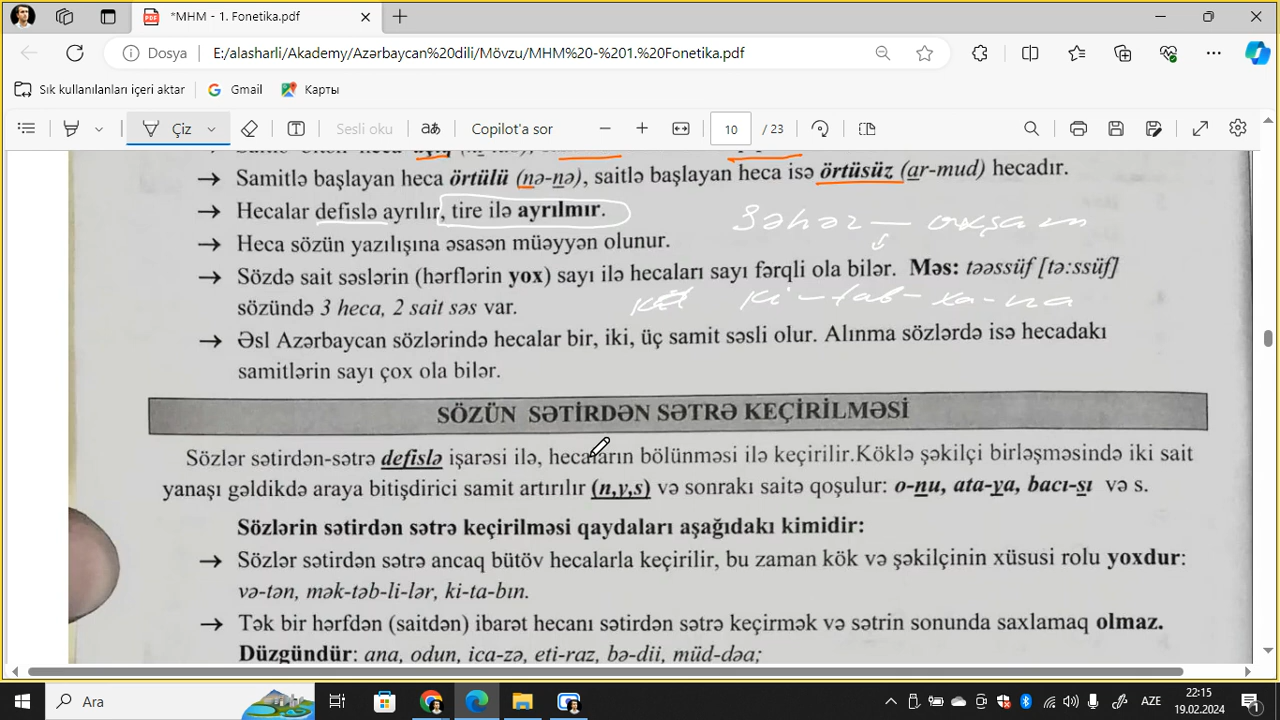 *MHM - 1. Fonetika.pdf
Dosya E:/alasharli/Akademy/Azərbaycan%20dili/Mövzu/MHM%20-%201.%20Fonetika.pdf
Sık kullanılanları içeri aktar Gmail Карты
Çiz Sesli oku aあ Copilot'a sor 10 / 23
→ Samitlə başlayan heca örtülü (nə-nə), saitlə başlayan heca isə örtüsüz (ar-mud) hecadır.
→ Hecalar defislə ayrılır, tire ilə ayrılmır. Səhər — axşam
→ Heca sözün yazılışına əsasən müəyyən olunur.
→ Sözdə sait səslərin (hərflərin yox) sayı ilə hecaları sayı fərqli ola bilər. Məs: təəssüf [tə:ssüf]
sözündə 3 heca, 2 sait səs var. ki-tab-xa-na
→ Əsl Azərbaycan sözlərində hecalar bir, iki, üç samit səsli olur. Alınma sözlərdə isə hecadakı
samitlərin sayı çox ola bilər.
SÖZÜN SƏTİRDƏN SƏTRƏ KEÇİRİLMƏSİ
Sözlər sətirdən-sətrə defislə işarəsi ilə, hecaların bölünməsi ilə keçirilir.Köklə şəkilçi birləşməsində iki sait
yanaşı gəldikdə araya bitişdirici samit artırılır (n,y,s) və sonrakı saitə qoşulur: o-nu, ata-ya, bacı-sı və s.
Sözlərin sətirdən sətrə keçirilməsi qaydaları aşağıdakı kimidir:
→ Sözlər sətirdən sətrə ancaq bütöv hecalarla keçirilir, bu zaman kök və şəkilçinin xüsusi rolu yoxdur:
və-tən, mək-təb-li-lər, ki-ta-bın.
→ Tək bir hərfdən (saitdən) ibarət hecanı sətirdən sətrə keçirmək və sətrin sonunda saxlamaq olmaz.
Düzgündür: ana, odun, ica-zə, eti-raz, bə-dii, müd-dəa;
Ara AZE 22:15
19.02.2024